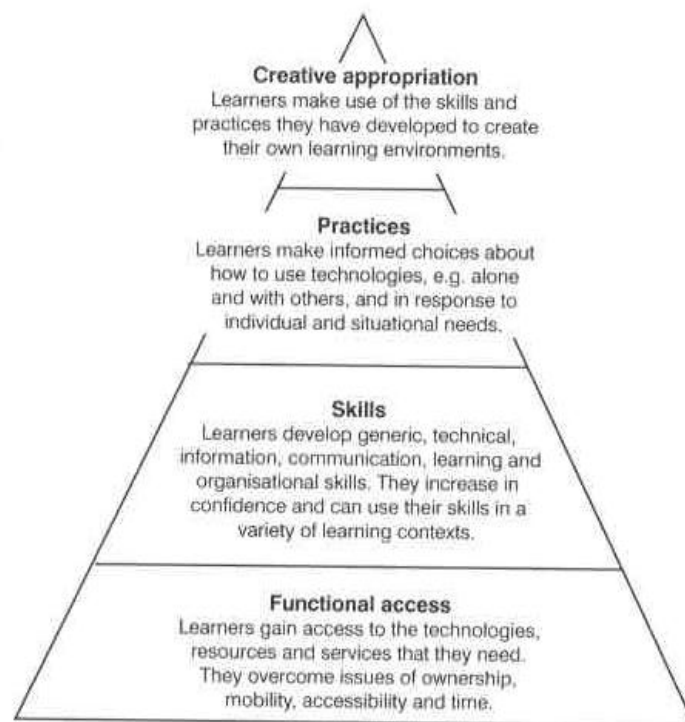 Creative appropriation
Learners make use of the skills and
practices they have developed to create
their own learning environments.
Practices
Learners make informed choices about
how to use technologies, e.g. alone
and with others, and in response to
individual and situational needs.
Skills
Learners develop generic, technical,
information, communication, learning and
organisational skills. They increase in
confidence and can use their skills in a
variety of learning contexts.
Functional access
Learners gain access to the technologies,
resources and services that they need.
They overcome issues of ownership,
mobility, accessibility and time.